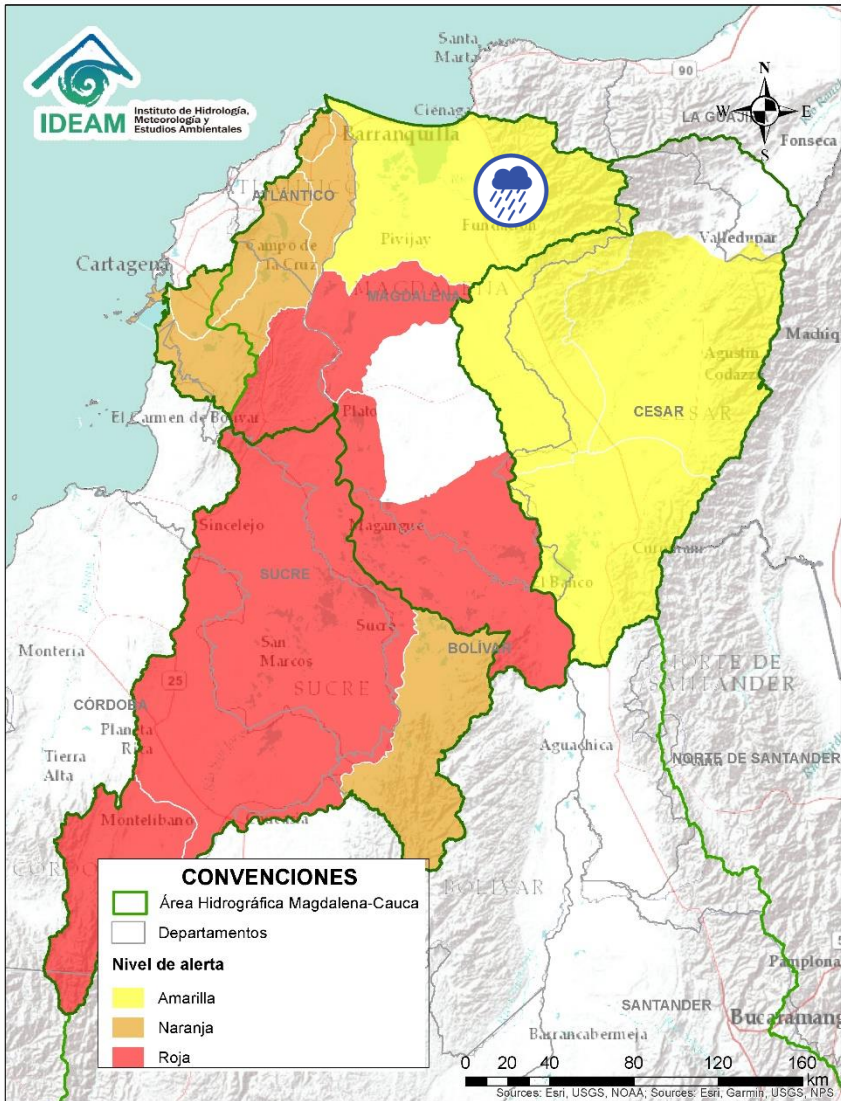 IDEAM
Instituto de Hidrología,
Meteorología y
Estudios Ambientales
Santa
Marta
90
N
W
E
S
Ciénaga
LA GUAJIRA
Fonseca
Barranquilla
ATLÁNTICO
Cartagena
Campo de
la Cruz
Pivijay
Fundación
Valledupar
MAGDALENA
MAGDALENA
Machiq
Agustín
Codazzi
CESAR
CESAR
El Carmen de Bolívar
Plato
Sincelejo
Magangué
SUCRE
El Banco
Montería
San
Marcos
Sucre
BOLÍVAR
SUCRE
25
CÓRDOBA
Planeta
Rica
NORTE DE
SANTANDER
Tierra
Alta
Aguachica
NORTE DE SANTANDER
Montelíbano
BOLÍVAR
CONVENCIONES
Área Hidrográfica Magdalena-Cauca
Departamentos
Nivel de alerta
Amarilla
Naranja
Roja
Pamplona
SANTANDER
Bucaramang
Barrancabermeja
0 20 40 80 120 160
km
Sources: Esri, USGS, NOAA; Sources: Esri, Garmin, USGS, NPS